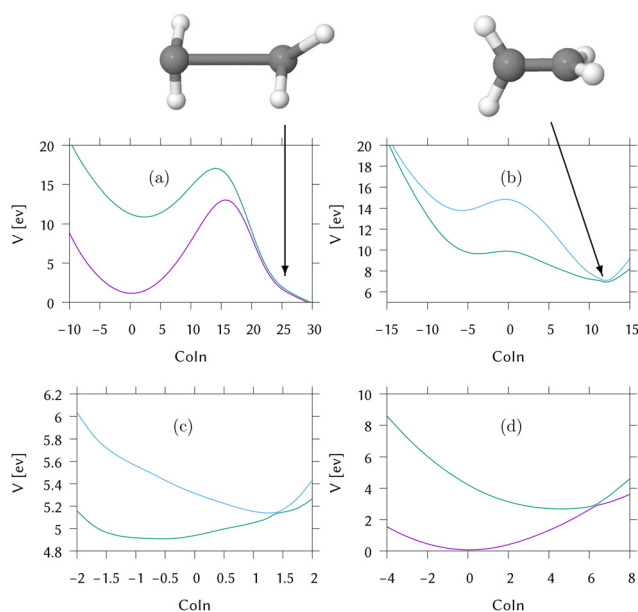 20
15
10
5
0
V [ev]
(a)
−10 −5 0 5 10 15 20 25 30
CoIn
20
18
16
14
12
10
8
6
V [ev]
(b)
−15 −10 −5 0 5 10 15
CoIn
6.2
6
5.8
5.6
5.4
5.2
5
4.8
V [ev]
(c)
−2 −1.5 −1 −0.5 0 0.5 1 1.5 2
CoIn
10
8
6
4
2
0
V [ev]
(d)
−4 −2 0 2 4 6 8
CoIn